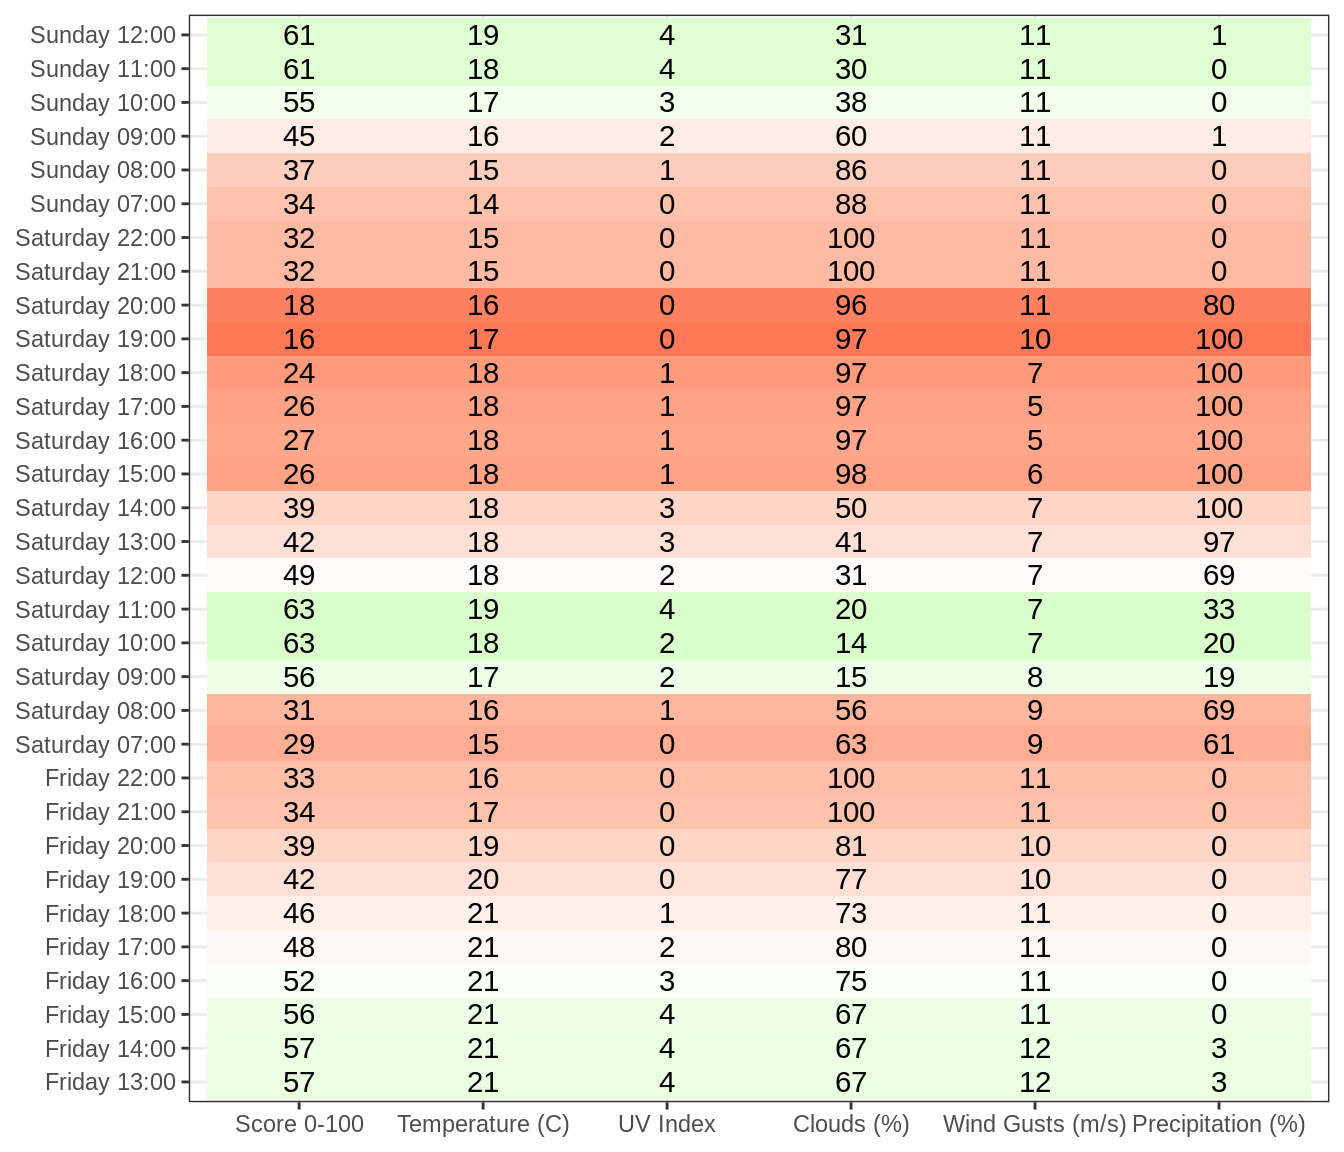 Sunday 12:00 61 19 4 31 11 1
Sunday 11:00 61 18 4 30 11 0
Sunday 10:00 55 17 3 38 11 0
Sunday 09:00 45 16 2 60 11 1
Sunday 08:00 37 15 1 86 11 0
Sunday 07:00 34 14 0 88 11 0
Saturday 22:00 32 15 0 100 11 0
Saturday 21:00 32 15 0 100 11 0
Saturday 20:00 18 16 0 96 11 80
Saturday 19:00 16 17 0 97 10 100
Saturday 18:00 24 18 1 97 7 100
Saturday 17:00 26 18 1 97 5 100
Saturday 16:00 27 18 1 97 5 100
Saturday 15:00 26 18 1 98 6 100
Saturday 14:00 39 18 3 50 7 100
Saturday 13:00 42 18 3 41 7 97
Saturday 12:00 49 18 2 31 7 69
Saturday 11:00 63 19 4 20 7 33
Saturday 10:00 63 18 2 14 7 20
Saturday 09:00 56 17 2 15 8 19
Saturday 08:00 31 16 1 56 9 69
Saturday 07:00 29 15 0 63 9 61
Friday 22:00 33 16 0 100 11 0
Friday 21:00 34 17 0 100 11 0
Friday 20:00 39 19 0 81 10 0
Friday 19:00 42 20 0 77 10 0
Friday 18:00 46 21 1 73 11 0
Friday 17:00 48 21 2 80 11 0
Friday 16:00 52 21 3 75 11 0
Friday 15:00 56 21 4 67 11 0
Friday 14:00 57 21 4 67 12 3
Friday 13:00 57 21 4 67 12 3
Score 0-100 Temperature (C) UV Index Clouds (%) Wind Gusts (m/s) Precipitation (%)